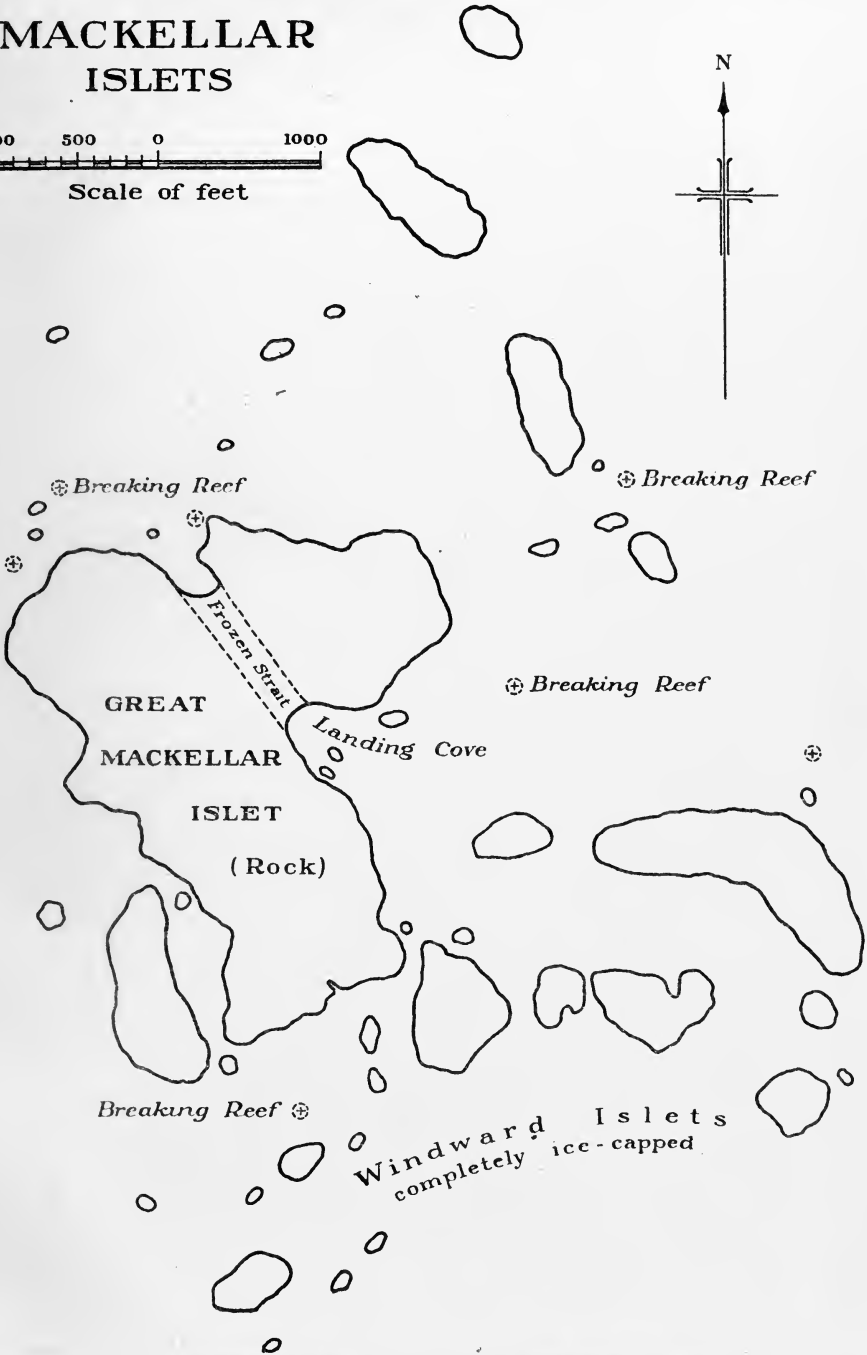 MACKELLAR
ISLETS
00 500 0 1000
Scale of feet
N
Breaking Reef
Breaking Reef
Frozen Strait
Breaking Reef
GREAT
Landing Cove
MACKELLAR
ISLET
(Rock)
Breaking Reef
Windward Islets
completely ice-capped